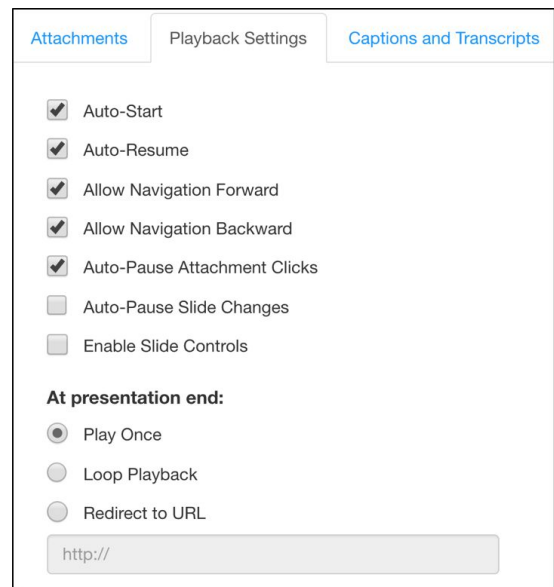 Attachments Playback Settings Captions and Transcripts
Auto-Start
Auto-Resume
Allow Navigation Forward
Allow Navigation Backward
Auto-Pause Attachment Clicks
Auto-Pause Slide Changes
Enable Slide Controls
At presentation end:
Play Once
Loop Playback
Redirect to URL
http://